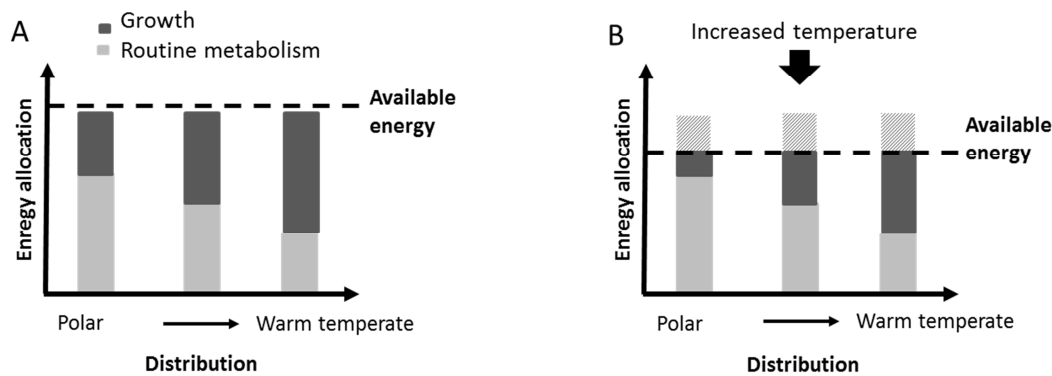 A
Growth
Routine metabolism
Available
energy
Enregy allocation
Polar
Warm temperate
Distribution
B
Increased temperature
Available
energy
Enregy allocation
Polar
Warm temperate
Distribution